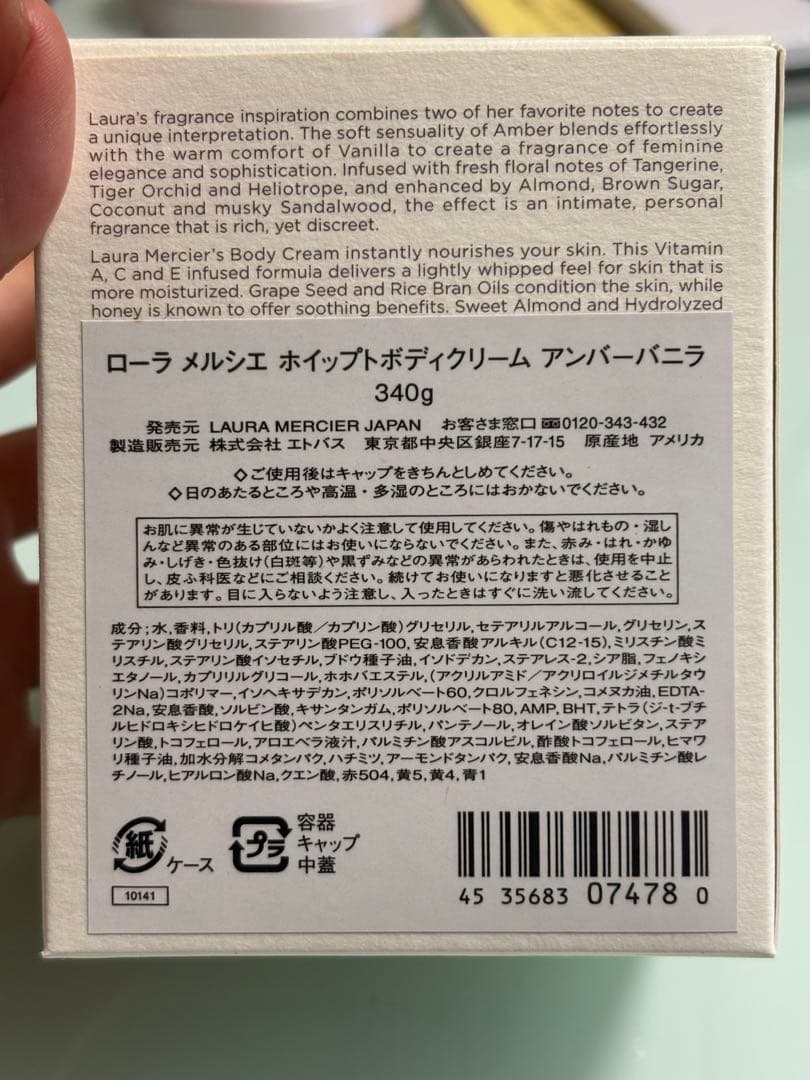 Laura's fragrance inspiration combines two of her favorite notes to create
a unique interpretation. The soft sensuality of Amber blends effortlessly
with the warm comfort of Vanilla to create a fragrance of feminine
elegance and sophistication. Infused with fresh floral notes of Tangerine,
Tiger Orchid and Heliotrope, and enhanced by Almond, Brown Sugar,
Coconut and musky Sandalwood, the effect is an intimate, personal
fragrance that is rich, yet discreet.
Laura Mercier's Body Cream instantly nourishes your skin. This Vitamin
A, C and E infused formula delivers a lightly whipped feel for skin that is
more moisturized. Grape Seed and Rice Bran Oils condition the skin, while
honey is known to offer soothing benefits. Sweet Almond and Hydrolyzed
ローラ メルシエ ホイップトボディクリーム アンバーバニラ
340g
発売元 LAURA MERCIER JAPAN お客さま窓口 0120-343-432
製造販売元 株式会社 エトバス 東京都中央区銀座7-17-15 原産地 アメリカ
◇ご使用後はキャップをきちんとしめてください。
◇日のあたるところや高温・多湿のところにはおかないでください。
お肌に異常が生じていないかよく注意して使用してください。傷やはれもの・湿し
んなど異常のある部位にはお使いにならないでください。また、赤み・はれ・かゆ
み・しげき・色抜け(白斑等)や黒ずみなどの異常があらわれたときは、使用を中止
し、皮ふ科医などにご相談ください。続けてお使いになりますと悪化させること
があります。目に入らないよう注意し、入ったときはすぐに洗い流してください。
成分;水,香料,トリ(カプリル酸/カプリン酸)グリセリル,セテアリルアルコール,グリセリン,ス
テアリン酸グリセリル,ステアリン酸PEG-100,安息香酸アルキル(C12-15),ミリスチン酸ミ
リスチル,ステアリン酸イソセチル,ブドウ種子油,イソドデカン,ステアレス-2,シア脂,フェノキシ
エタノール,カプリリルグリコール,ホホバエステル,(アクリルアミド/アクリロイルジメチルタウ
リンNa)コポリマー,イソヘキサデカン,ポリソルベート60,クロルフェネシン,コメヌカ油,EDTA-
2Na,安息香酸,ソルビン酸,キサンタンガム,ポリソルベート80,AMP,BHT,テトラ(ジ-t-ブチ
ルヒドロキシヒドロケイヒ酸)ペンタエリスリチル,パンテノール,オレイン酸ソルビタン,ステア
リン酸,トコフェロール,アロエベラ液汁,パルミチン酸アスコルビル,酢酸トコフェロール,ヒマワ
リ種子油,加水分解コメタンパク,ハチミツ,アーモンドタンパク,安息香酸Na,パルミチン酸レ
チノール,ヒアルロン酸Na,クエン酸,赤504,黄5,黄4,青1
紙 ケース
プラ 容器
キャップ
中蓋
10141
45 35683 07478 0